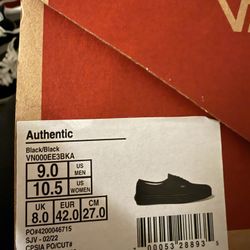 Authentic
Black/Black
VN000EE3BKA
9.0 US MEN
10.5 US WOMEN
UK EUR CM
8.0 42.0 27.0
PO#4200046715
SJV - 02/22
CPSIA PO/CUT#
00053 28893